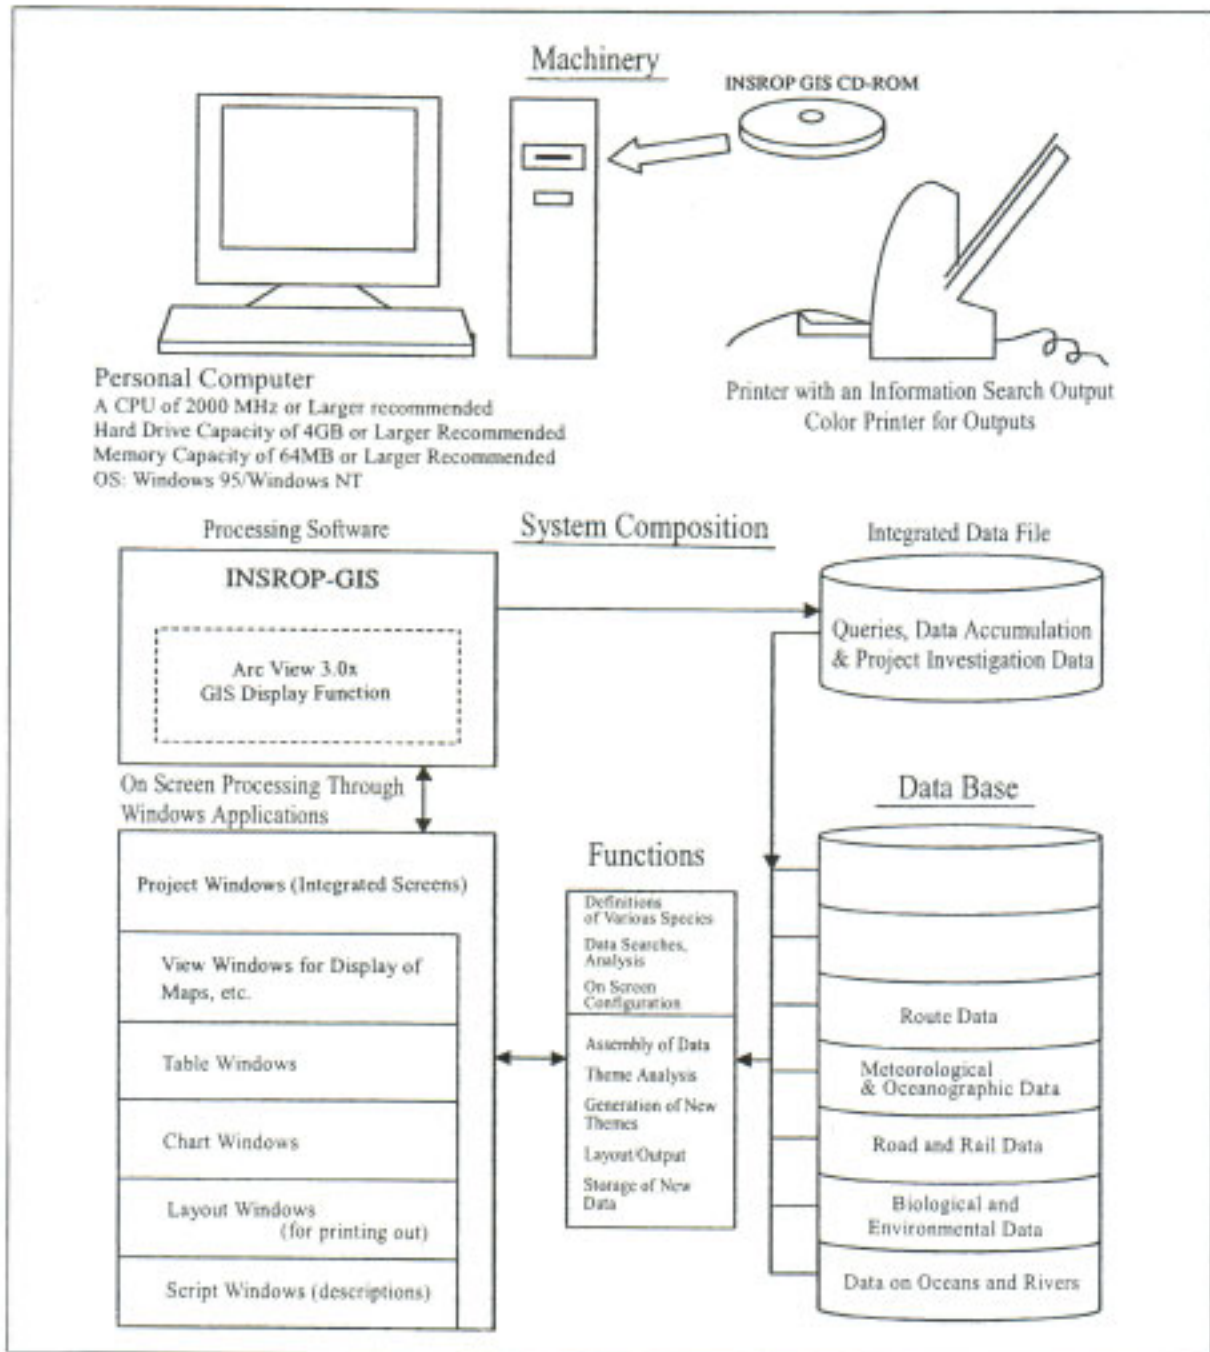 Machinery
INSROP GIS CD-ROM
Personal Computer
A CPU of 2000 MHz or Larger recommended
Hard Drive Capacity of 4GB or Larger Recommended
Memory Capacity of 64MB or Larger Recommended
OS: Windows 95/Windows NT
Printer with an Information Search Output
Color Printer for Outputs
System Composition
Processing Software
INSROP-GIS
Arc View 3.0x
GIS Display Function
Integrated Data File
Queries, Data Accumulation
& Project Investigation Data
On Screen Processing Through
Windows Applications
Project Windows (Integrated Screens)
View Windows for Display of
Maps, etc.
Table Windows
Chart Windows
Layout Windows
(for printing out)
Script Windows (descriptions)
Functions
Definitions
of Various Species
Data Searches,
Analysis
On Screen
Configuration
Assembly of Data
Theme Analysis
Generation of New
Themes
Layout/Output
Storage of New
Data
Data Base
Route Data
Meteorological
& Oceanographic Data
Road and Rail Data
Biological and
Environmental Data
Data on Oceans and Rivers